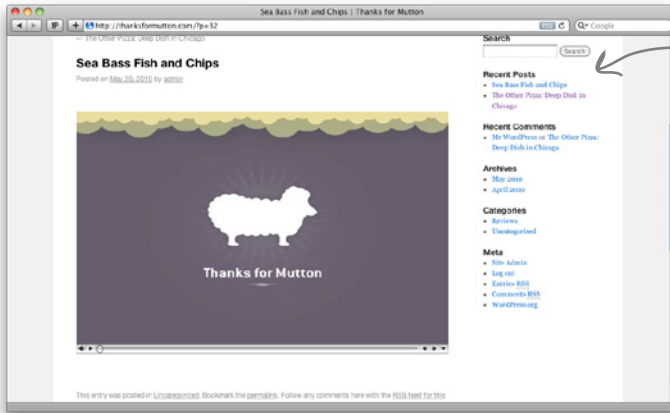 Sea Bass Fish and Chips | Thanks for Mutton
http://thanksformutton.com/?p=32
RSS
Google
← The Other Pizza: Deep Dish in Chicago
Sea Bass Fish and Chips
Posted on May 20, 2010 by admin
Thanks for Mutton
This entry was posted in Uncategorized. Bookmark the permalink. Follow any comments here with the RSS feed for this
Search
Search
Recent Posts
Sea Bass Fish and Chips
The Other Pizza: Deep Dish in
Chicago
Recent Comments
Mr WordPress on The Other Pizza:
Deep Dish in Chicago
Archives
May 2010
April 2010
Categories
Reviews
Uncategorized
Meta
Site Admin
Log out
Entries RSS
Comments RSS
WordPress.org